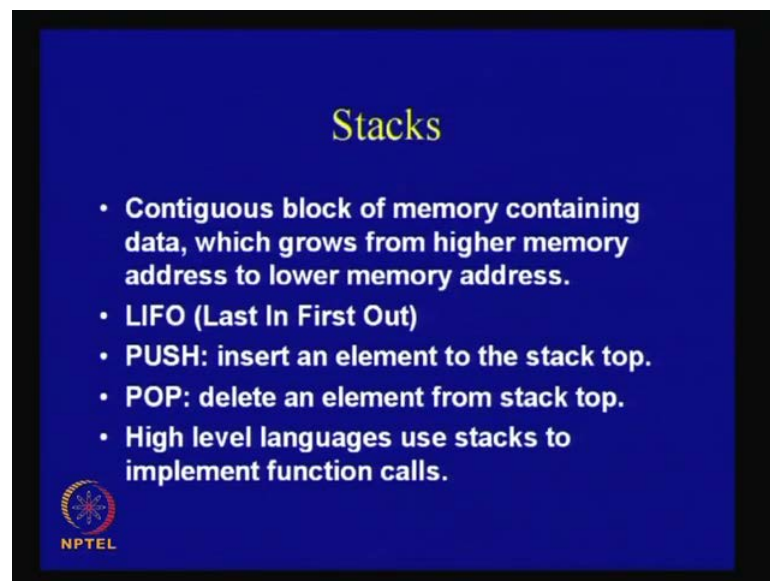 Stacks
• Contiguous block of memory containing
data, which grows from higher memory
address to lower memory address.
• LIFO (Last In First Out)
• PUSH: insert an element to the stack top.
• POP: delete an element from stack top.
• High level languages use stacks to
implement function calls.
NPTEL